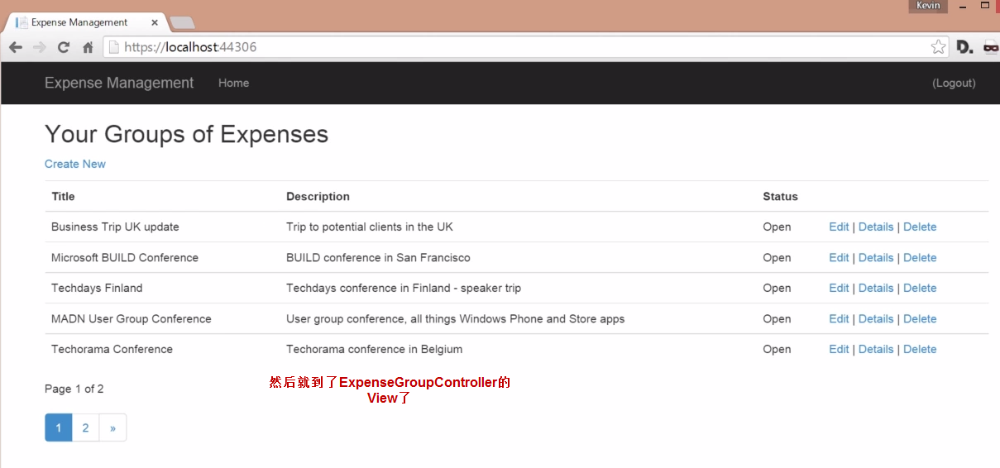 Kevin
Expense Management
https://localhost:44306
D.
Expense Management Home (Logout)
Your Groups of Expenses
Create New
Title Description Status
Business Trip UK update Trip to potential clients in the UK Open Edit | Details | Delete
Microsoft BUILD Conference BUILD conference in San Francisco Open Edit | Details | Delete
Techdays Finland Techdays conference in Finland - speaker trip Open Edit | Details | Delete
MADN User Group Conference User group conference, all things Windows Phone and Store apps Open Edit | Details | Delete
Techorama Conference Techorama conference in Belgium Open Edit | Details | Delete
然后就到了ExpenseGroupController的
View了
Page 1 of 2
1 2 »